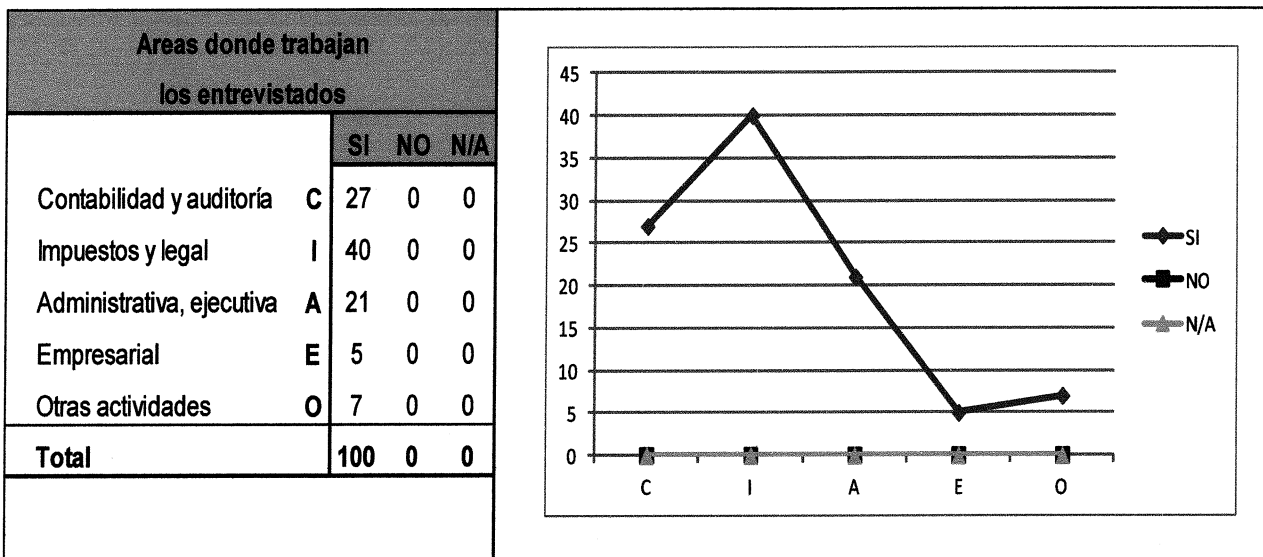 Areas donde trabajan
los entrevistados
SI NO N/A
Contabilidad y auditoría C 27 0 0
Impuestos y legal I 40 0 0
Administrativa, ejecutiva A 21 0 0
Empresarial E 5 0 0
Otras actividades O 7 0 0
Total 100 0 0
45
40
35
30
25
20
15
10
5
0
C I A E O
SI
NO
N/A